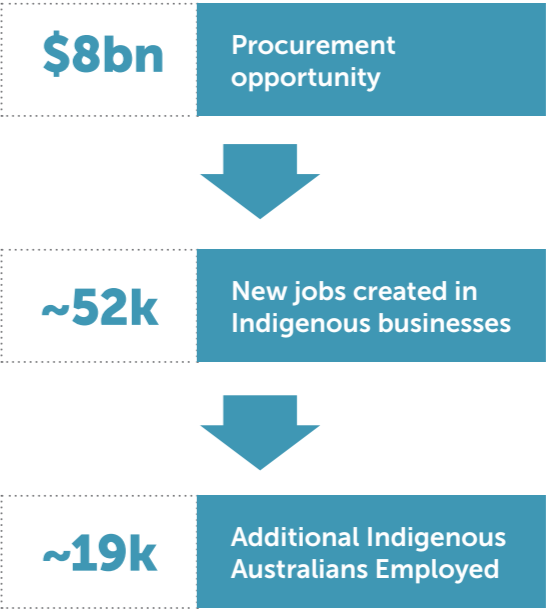 $8bn
Procurement
opportunity
~52k
New jobs created in
Indigenous businesses
~19k
Additional Indigenous
Australians Employed